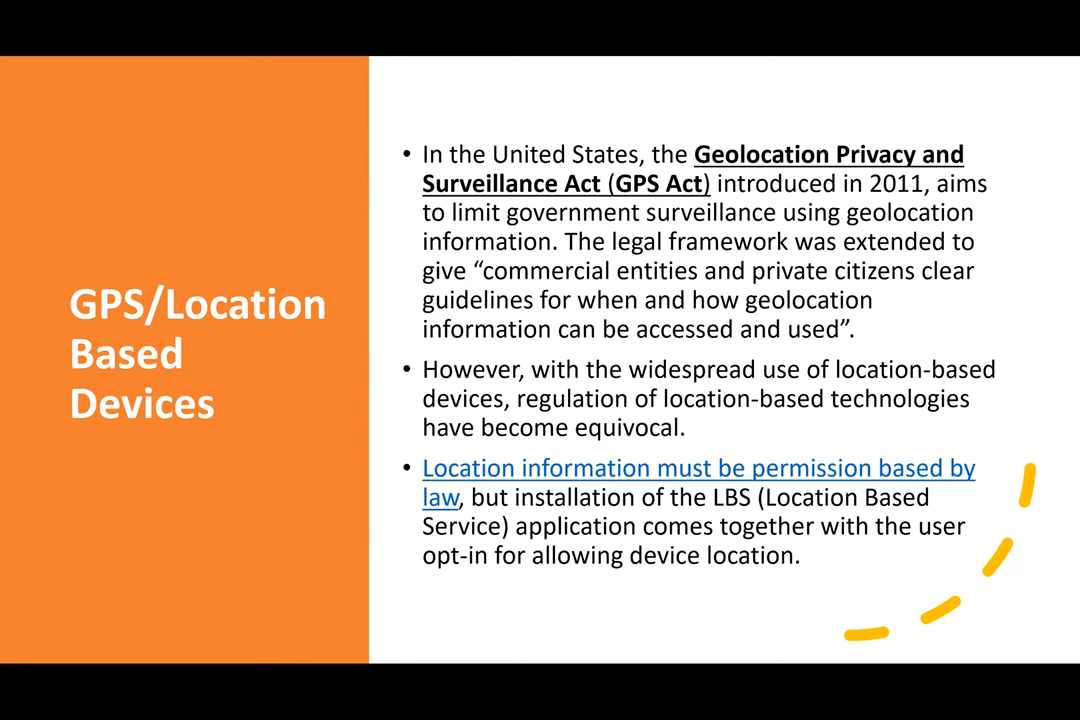 GPS/Location
Based
Devices
• In the United States, the Geolocation Privacy and
Surveillance Act (GPS Act) introduced in 2011, aims
to limit government surveillance using geolocation
information. The legal framework was extended to
give “commercial entities and private citizens clear
guidelines for when and how geolocation
information can be accessed and used”.
• However, with the widespread use of location-based
devices, regulation of location-based technologies
have become equivocal.
• Location information must be permission based by
law, but installation of the LBS (Location Based
Service) application comes together with the user
opt-in for allowing device location.